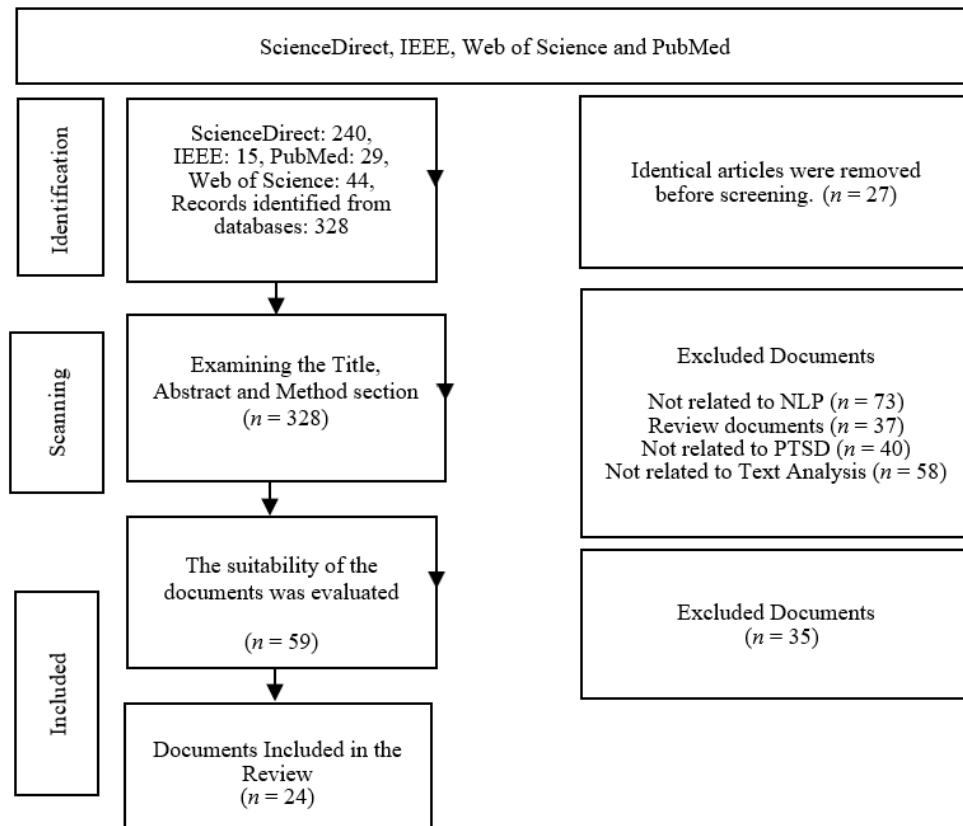 ScienceDirect, IEEE, Web of Science and PubMed
Identification
ScienceDirect: 240,
IEEE: 15, PubMed: 29,
Web of Science: 44,
Records identified from
databases: 328
Identical articles were removed
before screening. (n = 27)
Scanning
Examining the Title,
Abstract and Method section
(n = 328)
Excluded Documents
Not related to NLP (n = 73)
Review documents (n = 37)
Not related to PTSD (n = 40)
Not related to Text Analysis (n = 58)
Included
The suitability of the
documents was evaluated
(n = 59)
Excluded Documents
(n = 35)
Documents Included in the
Review
(n = 24)